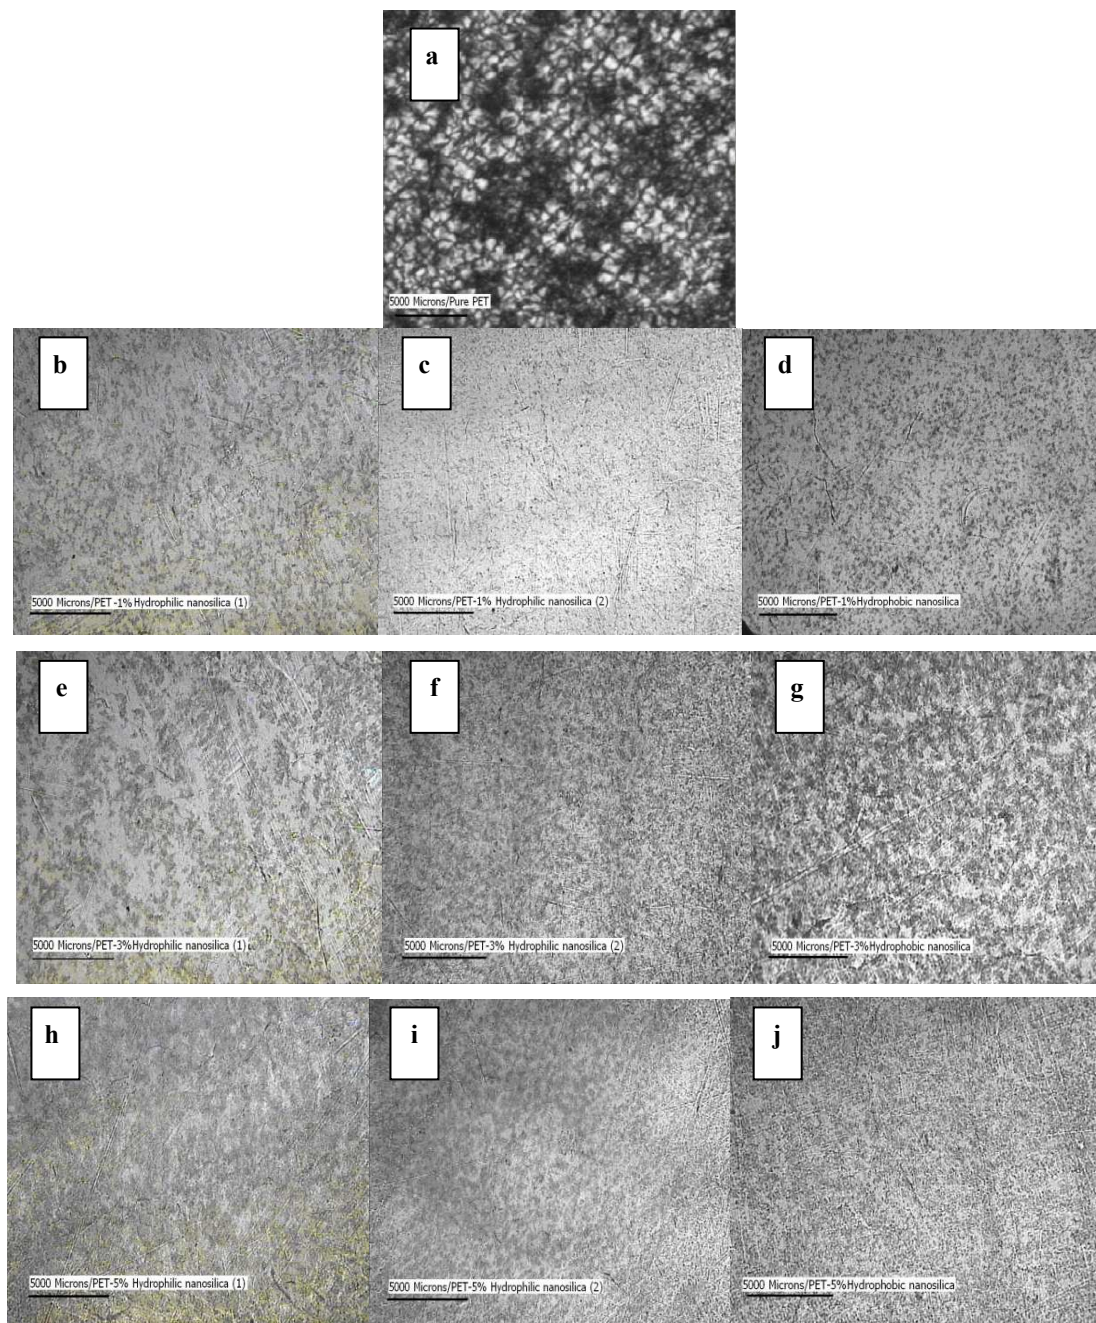 a
5000 Microns/Pure PET
b
c
d
5000 Microns/PET -1% Hydrophilic nanosilica (1)
5000 Microns/PET-1% Hydrophilic nanosilica (2)
5000 Microns/PET-1%Hydrophobic nanosilica
e
f
g
5000 Microns/PET-3%Hydrophilic nanosilica (1)
5000 Microns/PET-3% Hydrophilic nanosilica (2)
5000 Microns/PET-3%Hydrophobic nanosilica
h
i
j
5000 Microns/PET-5% Hydrophilic nanosilica (1)
5000 Microns/PET-5% Hydrophilic nanosilica (2)
5000 Microns/PET-5%Hydrophobic nanosilica